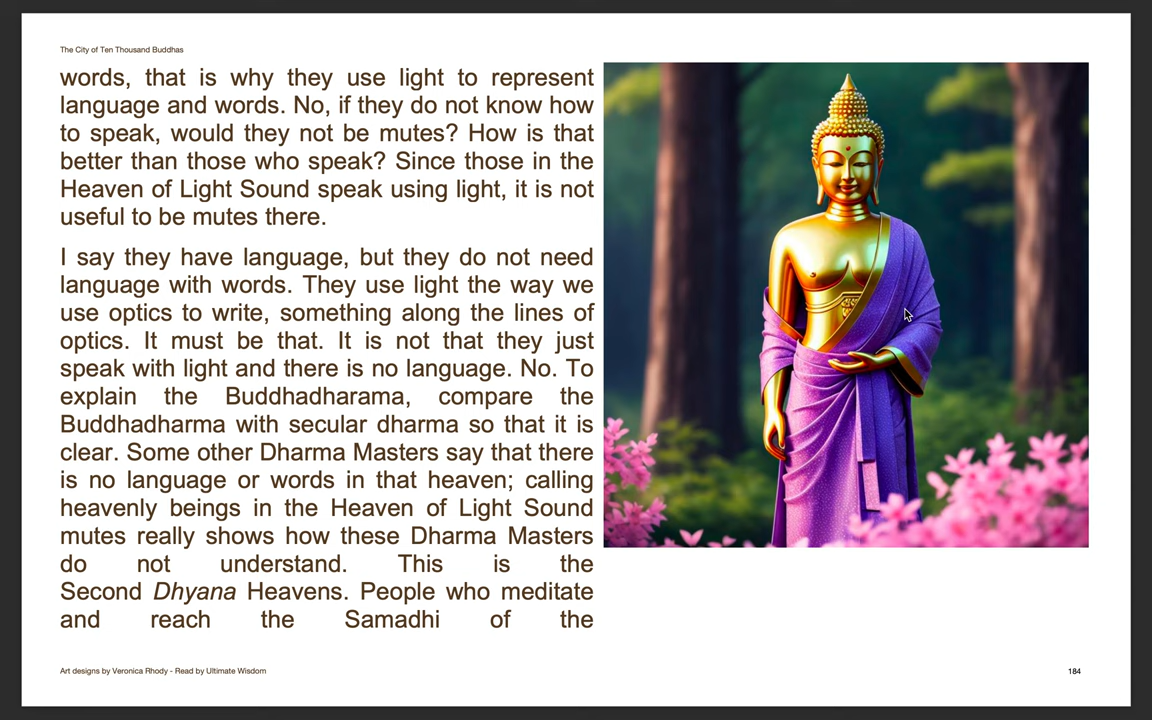 The City of Ten Thousand Buddhas
words, that is why they use light to represent
language and words. No, if they do not know how
to speak, would they not be mutes? How is that
better than those who speak? Since those in the
Heaven of Light Sound speak using light, it is not
useful to be mutes there.
I say they have language, but they do not need
language with words. They use light the way we
use optics to write, something along the lines of
optics. It must be that. It is not that they just
speak with light and there is no language. No. To
explain the Buddhadharama, compare the
Buddhadharma with secular dharma so that it is
clear. Some other Dharma Masters say that there
is no language or words in that heaven; calling
heavenly beings in the Heaven of Light Sound
mutes really shows how these Dharma Masters
do not understand. This is the
Second Dhyana Heavens. People who meditate
and reach the Samadhi of the
Art designs by Veronica Rhody - Read by Ultimate Wisdom
184